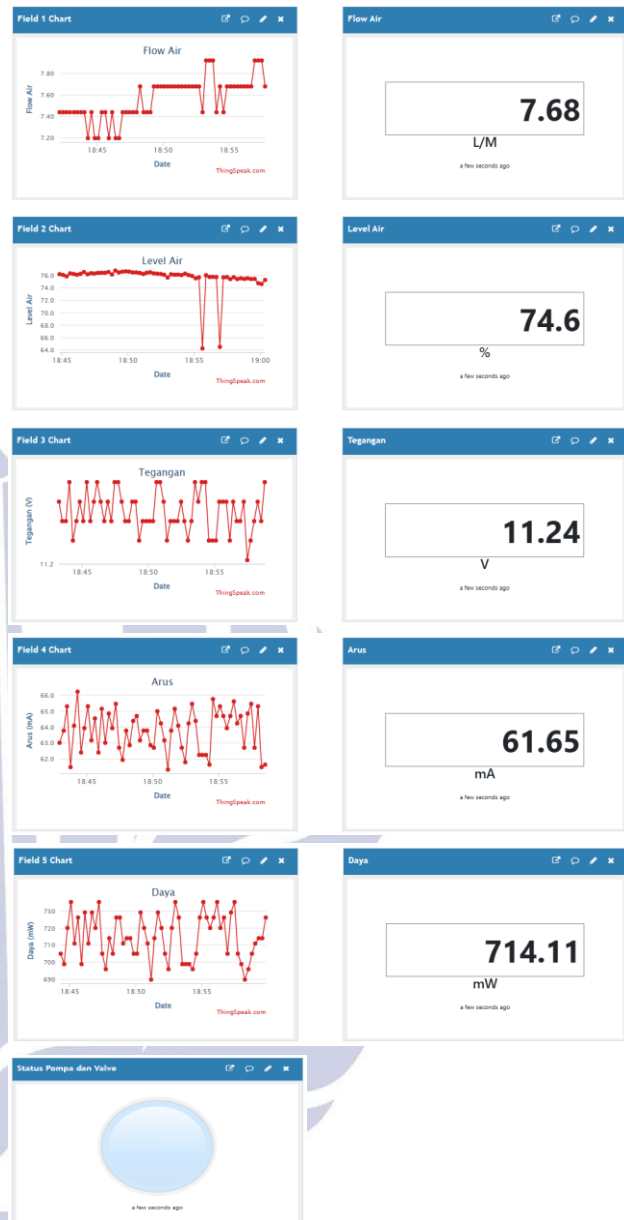 Field 1 Chart
Flow Air
Flow Air
7.80
7.60
7.40
7.20
Flow Air
18:45 18:50 18:55
Date
ThingSpeak.com
7.68
L/M
a few seconds ago
Field 2 Chart
Level Air
Level Air
76.0
74.0
72.0
70.0
68.0
66.0
64.0
Level Air
18:45 18:50 18:55 19:00
Date
ThingSpeak.com
74.6
%
a few seconds ago
Field 3 Chart
Tegangan
Tegangan
Tegangan (V)
11.2
18:45 18:50 18:55
Date
ThingSpeak.com
11.24
V
a few seconds ago
Field 4 Chart
Arus
Arus
66.0
65.0
64.0
63.0
62.0
Arus (mA)
18:45 18:50 18:55
Date
ThingSpeak.com
61.65
mA
a few seconds ago
Field 5 Chart
Daya
Daya
730
720
710
700
690
Daya (mW)
18:45 18:50 18:55
Date
ThingSpeak.com
714.11
mW
a few seconds ago
Status Pompa dan Valve
a few seconds ago